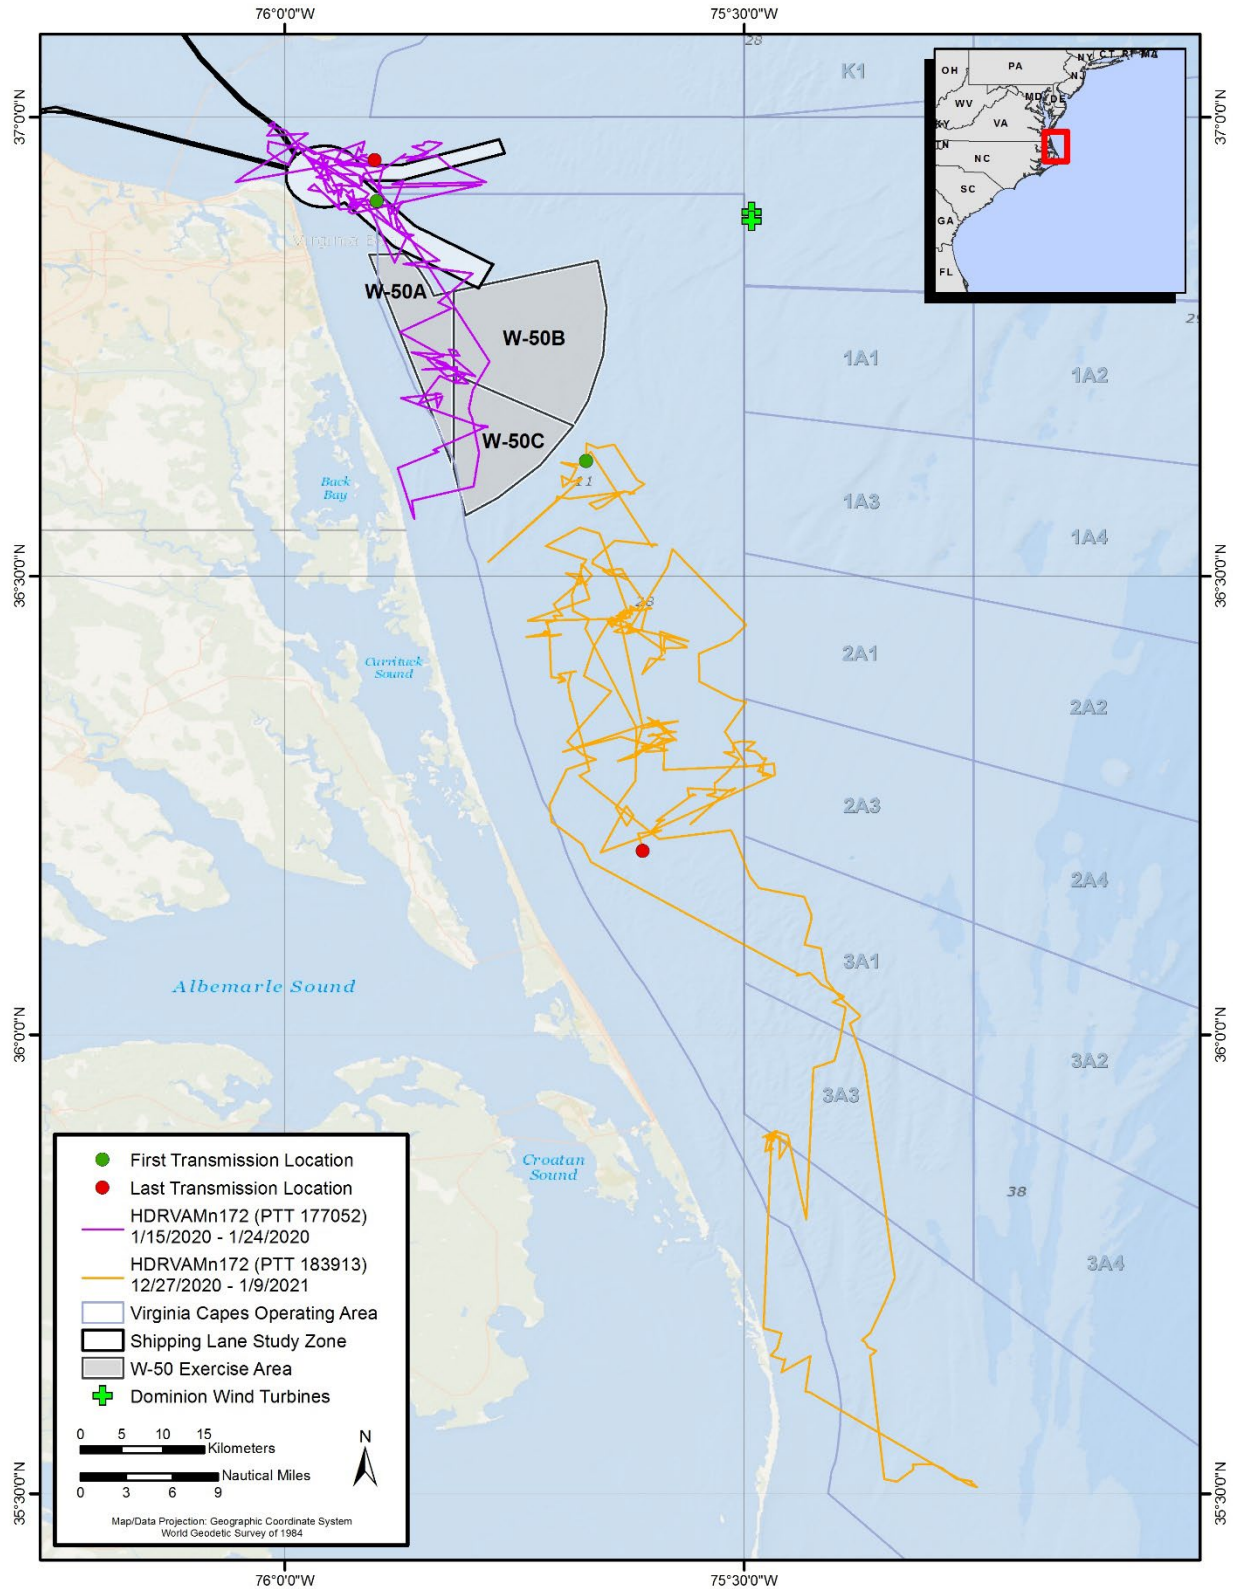 76°0'0"W
75°30'0"W
28
K1
OH
PA
NY
CT
RI
MA
NJ
MD
DE
WV
VA
KY
TN
NC
SC
GA
FL
37°0'0"N
37°0'0"N
Virginia B
W-50A
W-50B
W-50C
1A1
1A2
Back
Bay
21
1A3
1A4
36°30'0"N
36°30'0"N
28
Currituck
Sound
2A1
2A2
2A3
2A4
Albemarle Sound
3A1
36°0'0"N
36°0'0"N
3A2
3A3
Croatan
Sound
38
3A4
First Transmission Location
Last Transmission Location
HDRVAMn172 (PTT 177052)
1/15/2020 - 1/24/2020
HDRVAMn172 (PTT 183913)
12/27/2020 - 1/9/2021
Virginia Capes Operating Area
Shipping Lane Study Zone
W-50 Exercise Area
Dominion Wind Turbines
0 5 10 15
Kilometers
N
Nautical Miles
0 3 6 9
Map/Data Projection: Geographic Coordinate System
World Geodetic Survey of 1984
35°30'0"N
35°30'0"N
76°0'0"W
75°30'0"W